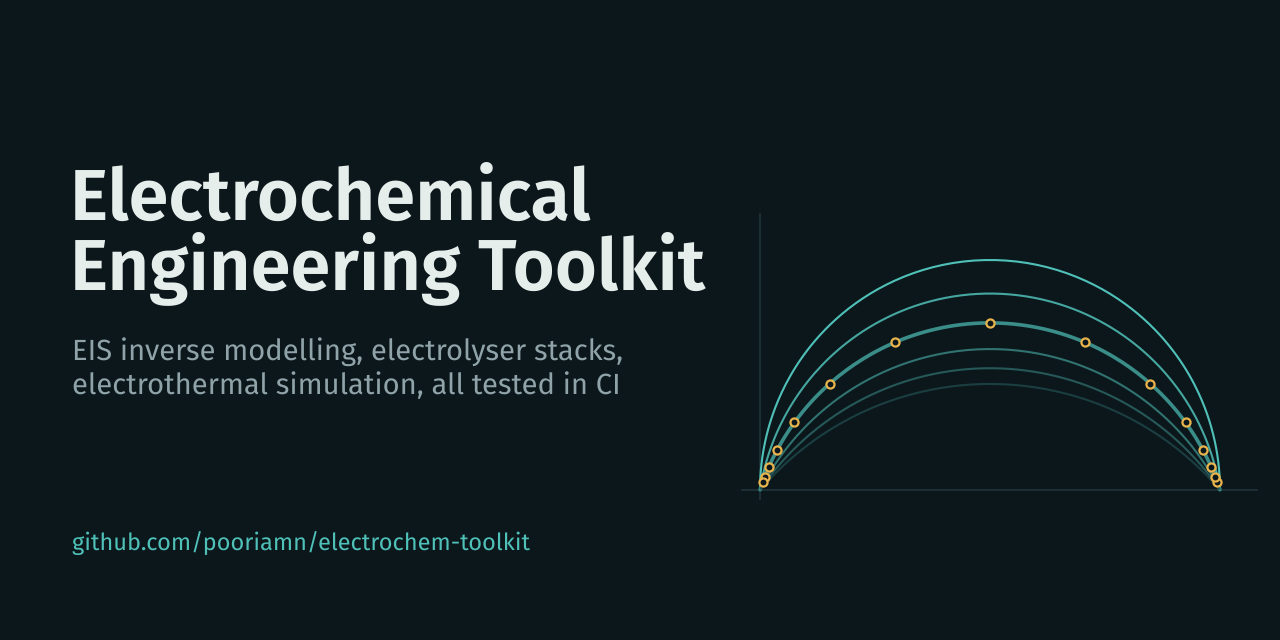 Electrochemical
Engineering Toolkit
EIS inverse modelling, electrolyser stacks,
electrothermal simulation, all tested in CI
github.com/pooriamn/electrochem-toolkit